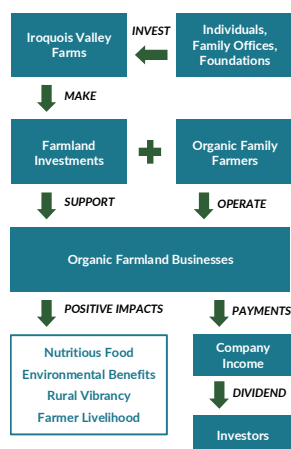 INVEST
Iroquois Valley
Farms
Individuals,
Family Offices,
Foundations
MAKE
Farmland
Investments
Organic Family
Farmers
SUPPORT
OPERATE
Organic Farmland Businesses
POSITIVE IMPACTS
PAYMENTS
Nutritious Food
Environmental Benefits
Rural Vibrancy
Farmer Livelihood
Company
Income
DIVIDEND
Investors